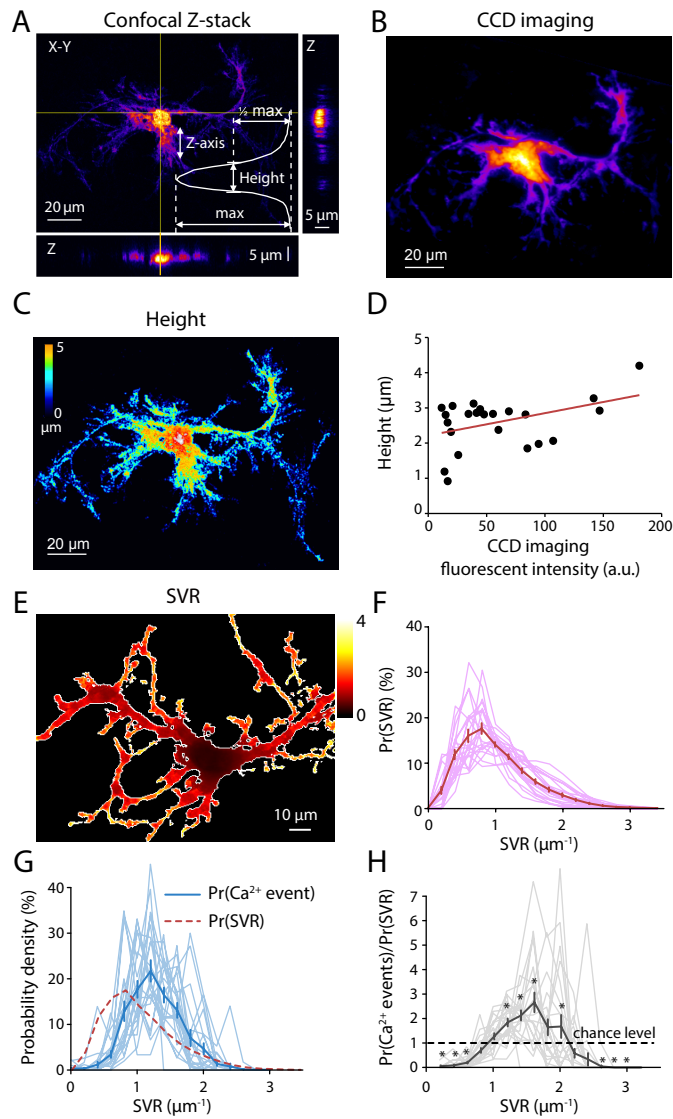 A
Confocal Z-stack
X-Y
½ max
Z-axis
Height
max
20 µm
Z
5 µm
Z
5 µm
B
CCD imaging
20 µm
C
Height
5
0
µm
20 µm
D
5
4
3
2
1
0
Height (µm)
0 50 100 150 200
CCD imaging
fluorescent intensity (a.u.)
E
SVR
4
0
10 µm
F
40
30
20
10
0
Pr(SVR) (%)
0 1 2 3
SVR (µm⁻¹)
G
40
30
20
10
0
Probability density (%)
Pr(Ca²⁺ event)
Pr(SVR)
0 1 2 3
SVR (µm⁻¹)
H
7
6
5
4
3
2
1
0
Pr(Ca²⁺ events)/Pr(SVR)
* * * * * * * * * *
chance level
0 1 2 3
SVR (µm⁻¹)